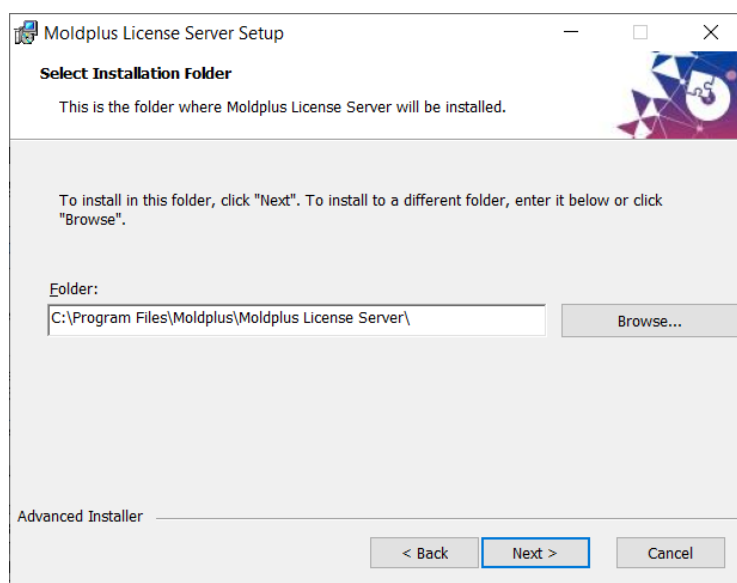 Moldplus License Server Setup
Select Installation Folder
This is the folder where Moldplus License Server will be installed.
To install in this folder, click "Next". To install to a different folder, enter it below or click
"Browse".
Folder:
C:\Program Files\Moldplus\Moldplus License Server\
Browse...
Advanced Installer
< Back
Next >
Cancel